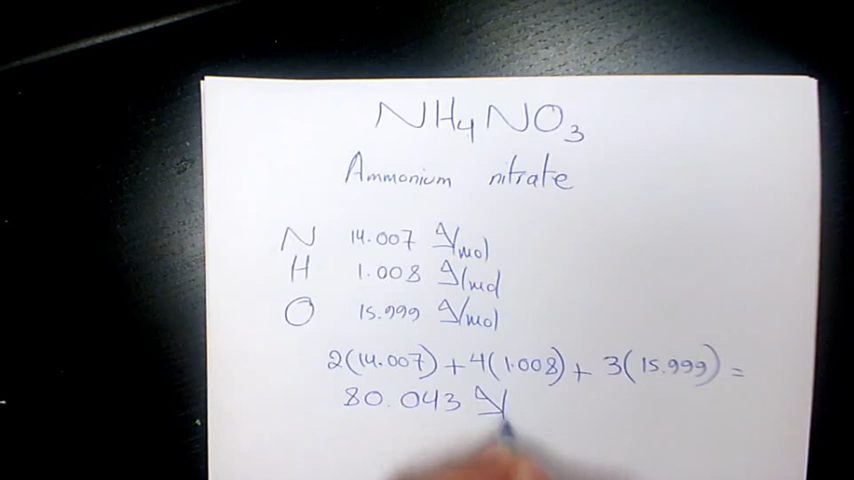 NH4NO3
Ammonium nitrate
N 14.007 g/mol
H 1.008 g/mol
O 15.999 g/mol
2(14.007)+4(1.008)+3(15.999)=
80.043 g/